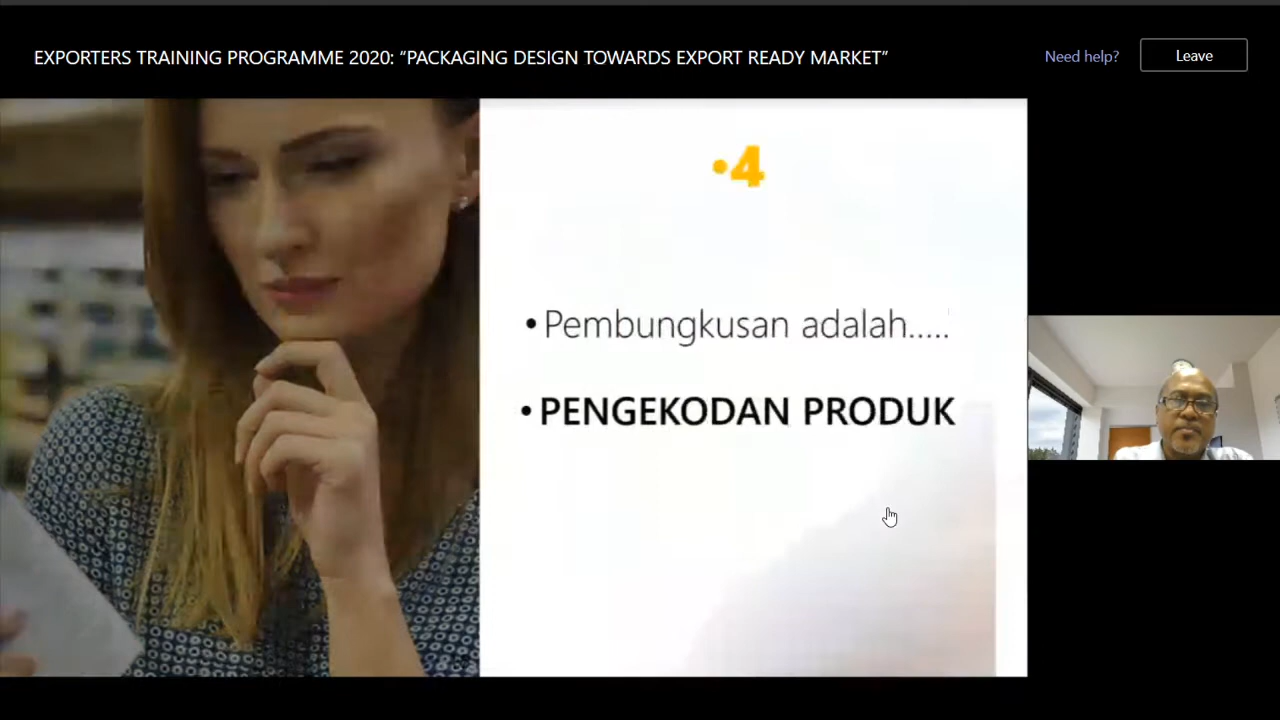 EXPORTERS TRAINING PROGRAMME 2020: “PACKAGING DESIGN TOWARDS EXPORT READY MARKET”
Need help?
Leave
•4
• Pembungkusan adalah.....
• PENGEKODAN PRODUK